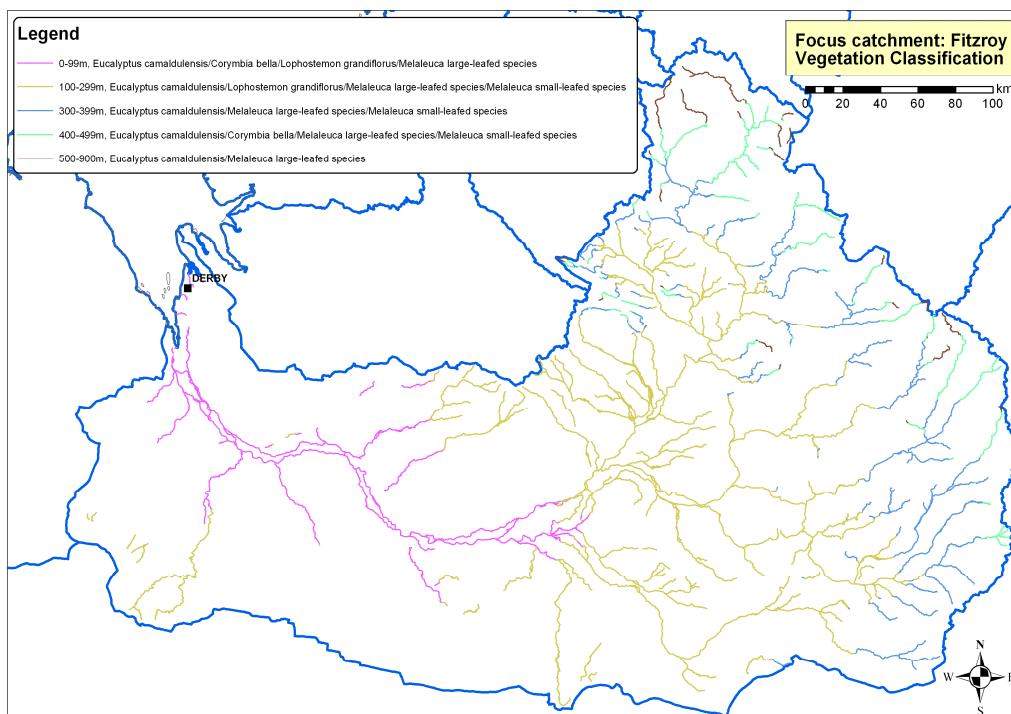 Legend
0-99m, Eucalyptus camaldulensis/Corymbia bella/Lophostemon grandiflorus/Melaleuca large-leafed species
100-299m, Eucalyptus camaldulensis/Lophostemon grandiflorus/Melaleuca large-leafed species/Melaleuca small-leafed species
300-399m, Eucalyptus camaldulensis/Melaleuca large-leafed species/Melaleuca small-leafed species
400-499m, Eucalyptus camaldulensis/Corymbia bella/Melaleuca large-leafed species/Melaleuca small-leafed species
500-900m, Eucalyptus camaldulensis/Melaleuca large-leafed species
Focus catchment: Fitzroy
Vegetation Classification
km
0 20 40 60 80 100
DERBY
N
W E
S